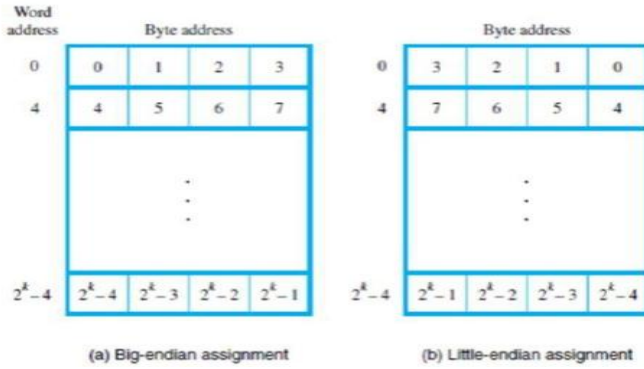 Word address Byte address Byte address
0 0 1 2 3 0 3 2 1 0
4 4 5 6 7 4 7 6 5 4
2^k – 4 2^k – 4 2^k – 3 2^k – 2 2^k – 1 2^k – 4 2^k – 1 2^k – 2 2^k – 3 2^k – 4
(a) Big-endian assignment (b) Little-endian assignment